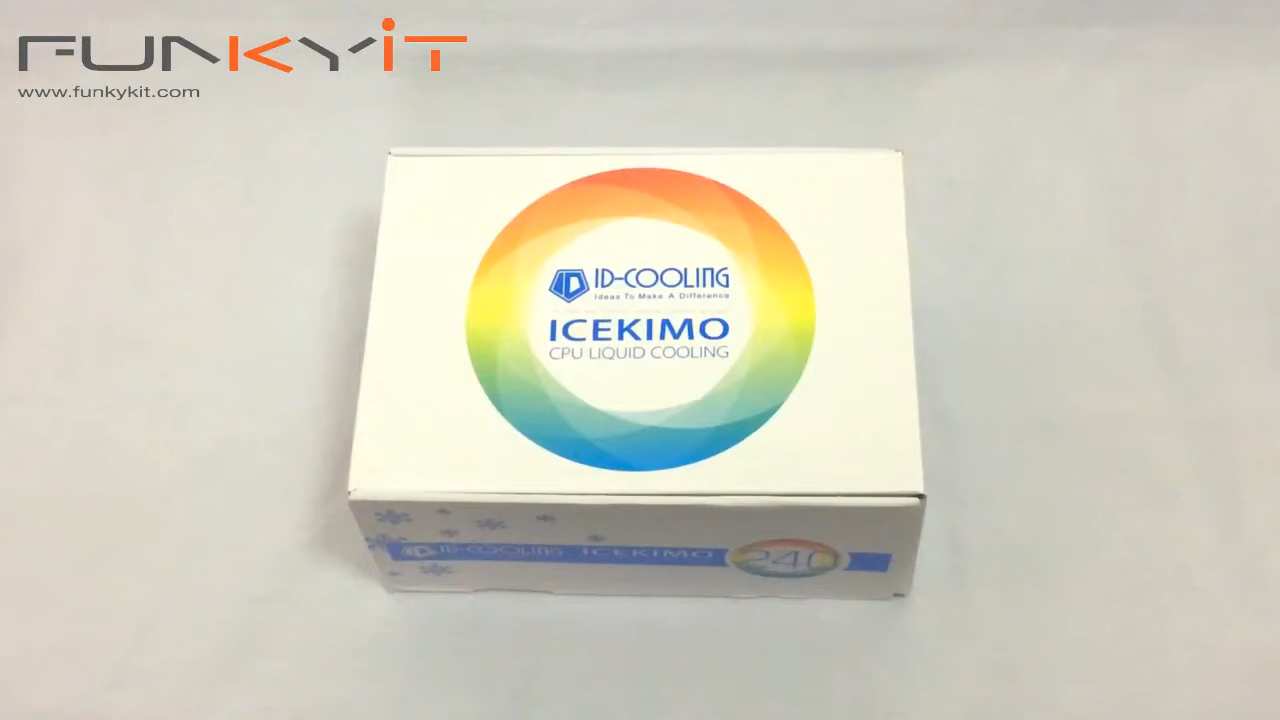 FUNKYIT
www.funkykit.com
ID-COOLING
Ideas To Make A Difference
ICEKIMO
CPU LIQUID COOLING
ID-COOLING ICEKIMO 240